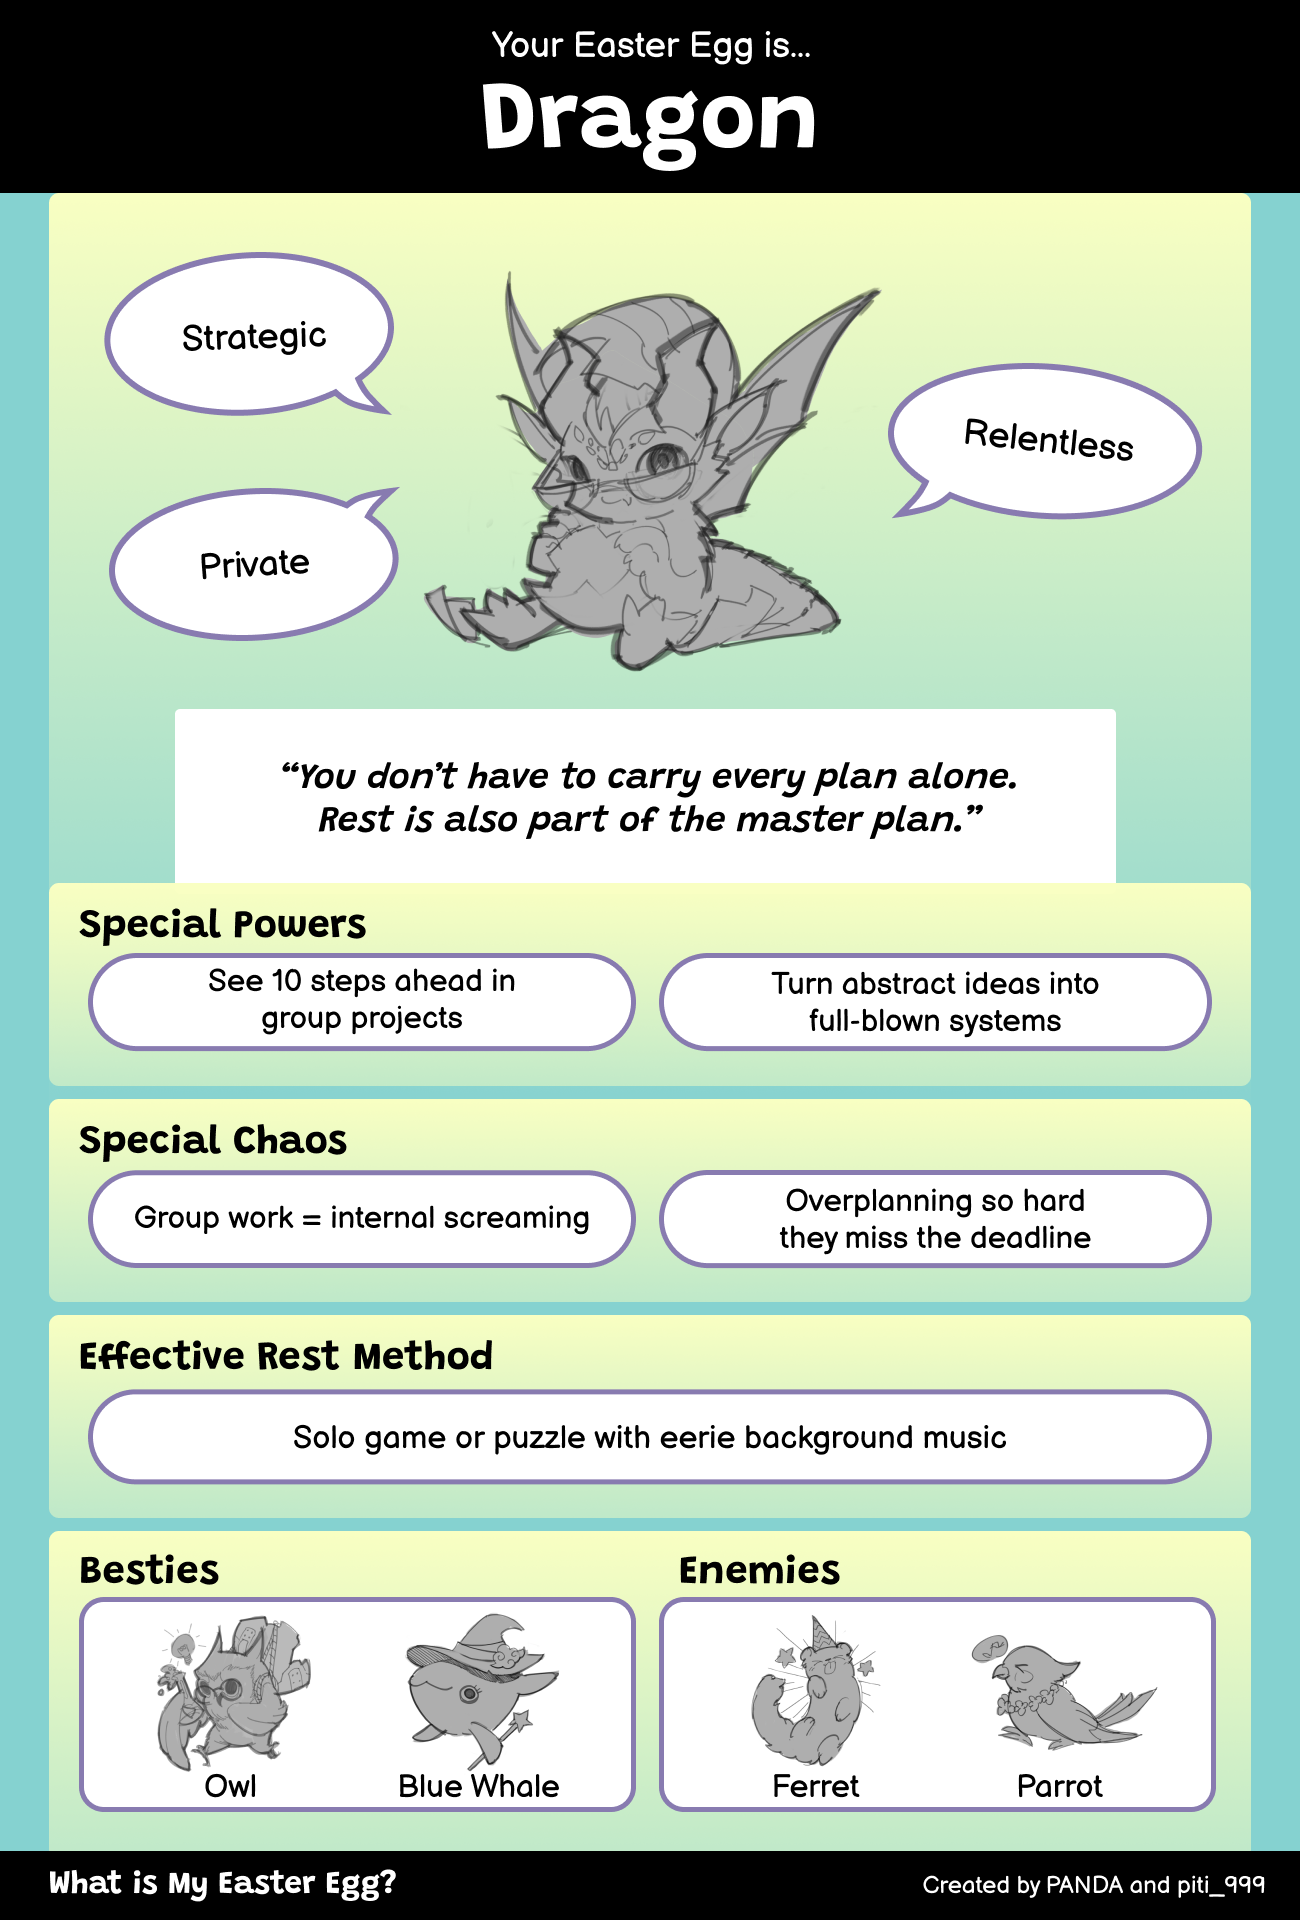 Your Easter Egg is...
Dragon
Strategic
Relentless
Private
“You don’t have to carry every plan alone.
Rest is also part of the master plan.”
Special Powers
See 10 steps ahead in
group projects
Turn abstract ideas into
full-blown systems
Special Chaos
Group work = internal screaming
Overplanning so hard
they miss the deadline
Effective Rest Method
Solo game or puzzle with eerie background music
Besties
Owl
Blue Whale
Enemies
Ferret
Parrot
What is My Easter Egg?
Created by PANDA and piti_999